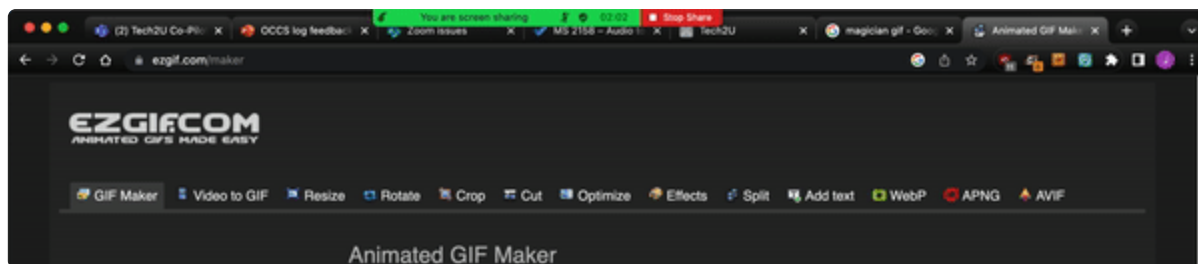 You are screen sharing 02:02 Stop Share
(2) Tech2U Co-Pilo OCCS log feedbac Zoom issues MS 2158 – Audio Tech2U magician gif - Goo Animated GIF Mak
ezgif.com/maker
EZGIF.COM
ANIMATED GIFS MADE EASY
GIF Maker Video to GIF Resize Rotate Crop Cut Optimize Effects Split Add text WebP APNG AVIF
Animated GIF Maker